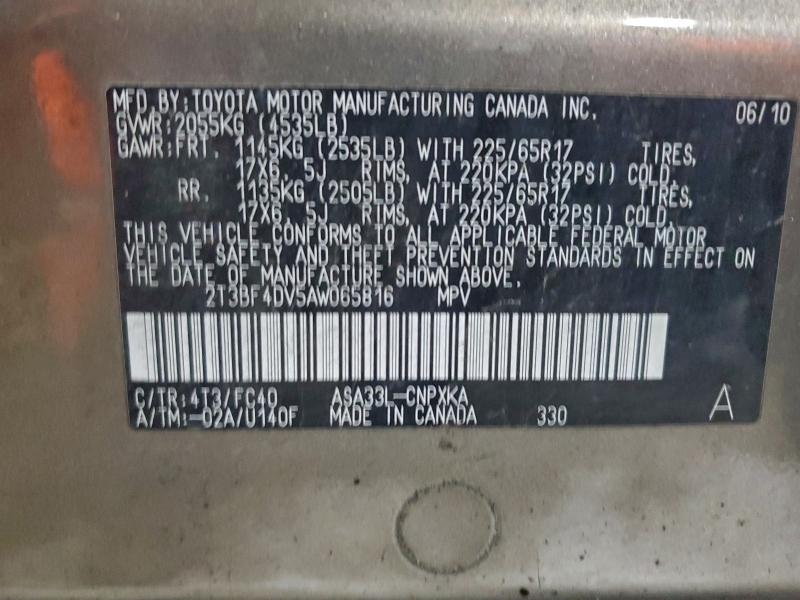 MFD. BY: TOYOTA MOTOR MANUFACTURING CANADA INC. 06/10
GVWR: 2055KG (4535LB)
GAWR: FRT. 1145KG (2535LB) WITH 225/65R17 TIRES,
17X6.5J RIMS, AT 220KPA (32PSI) COLD.
RR. 1135KG (2505LB) WITH 225/65R17 TIRES,
17X6.5J RIMS, AT 220KPA (32PSI) COLD.
THIS VEHICLE CONFORMS TO ALL APPLICABLE FEDERAL MOTOR
VEHICLE SAFETY AND THEFT PREVENTION STANDARDS IN EFFECT ON
THE DATE OF MANUFACTURE SHOWN ABOVE.
2T3BF4DV5AW065816 MPV
C/TR: 4T3/FC40 ASA33L-CNPXKA
A/TM: -02A/U140F MADE IN CANADA 330 A